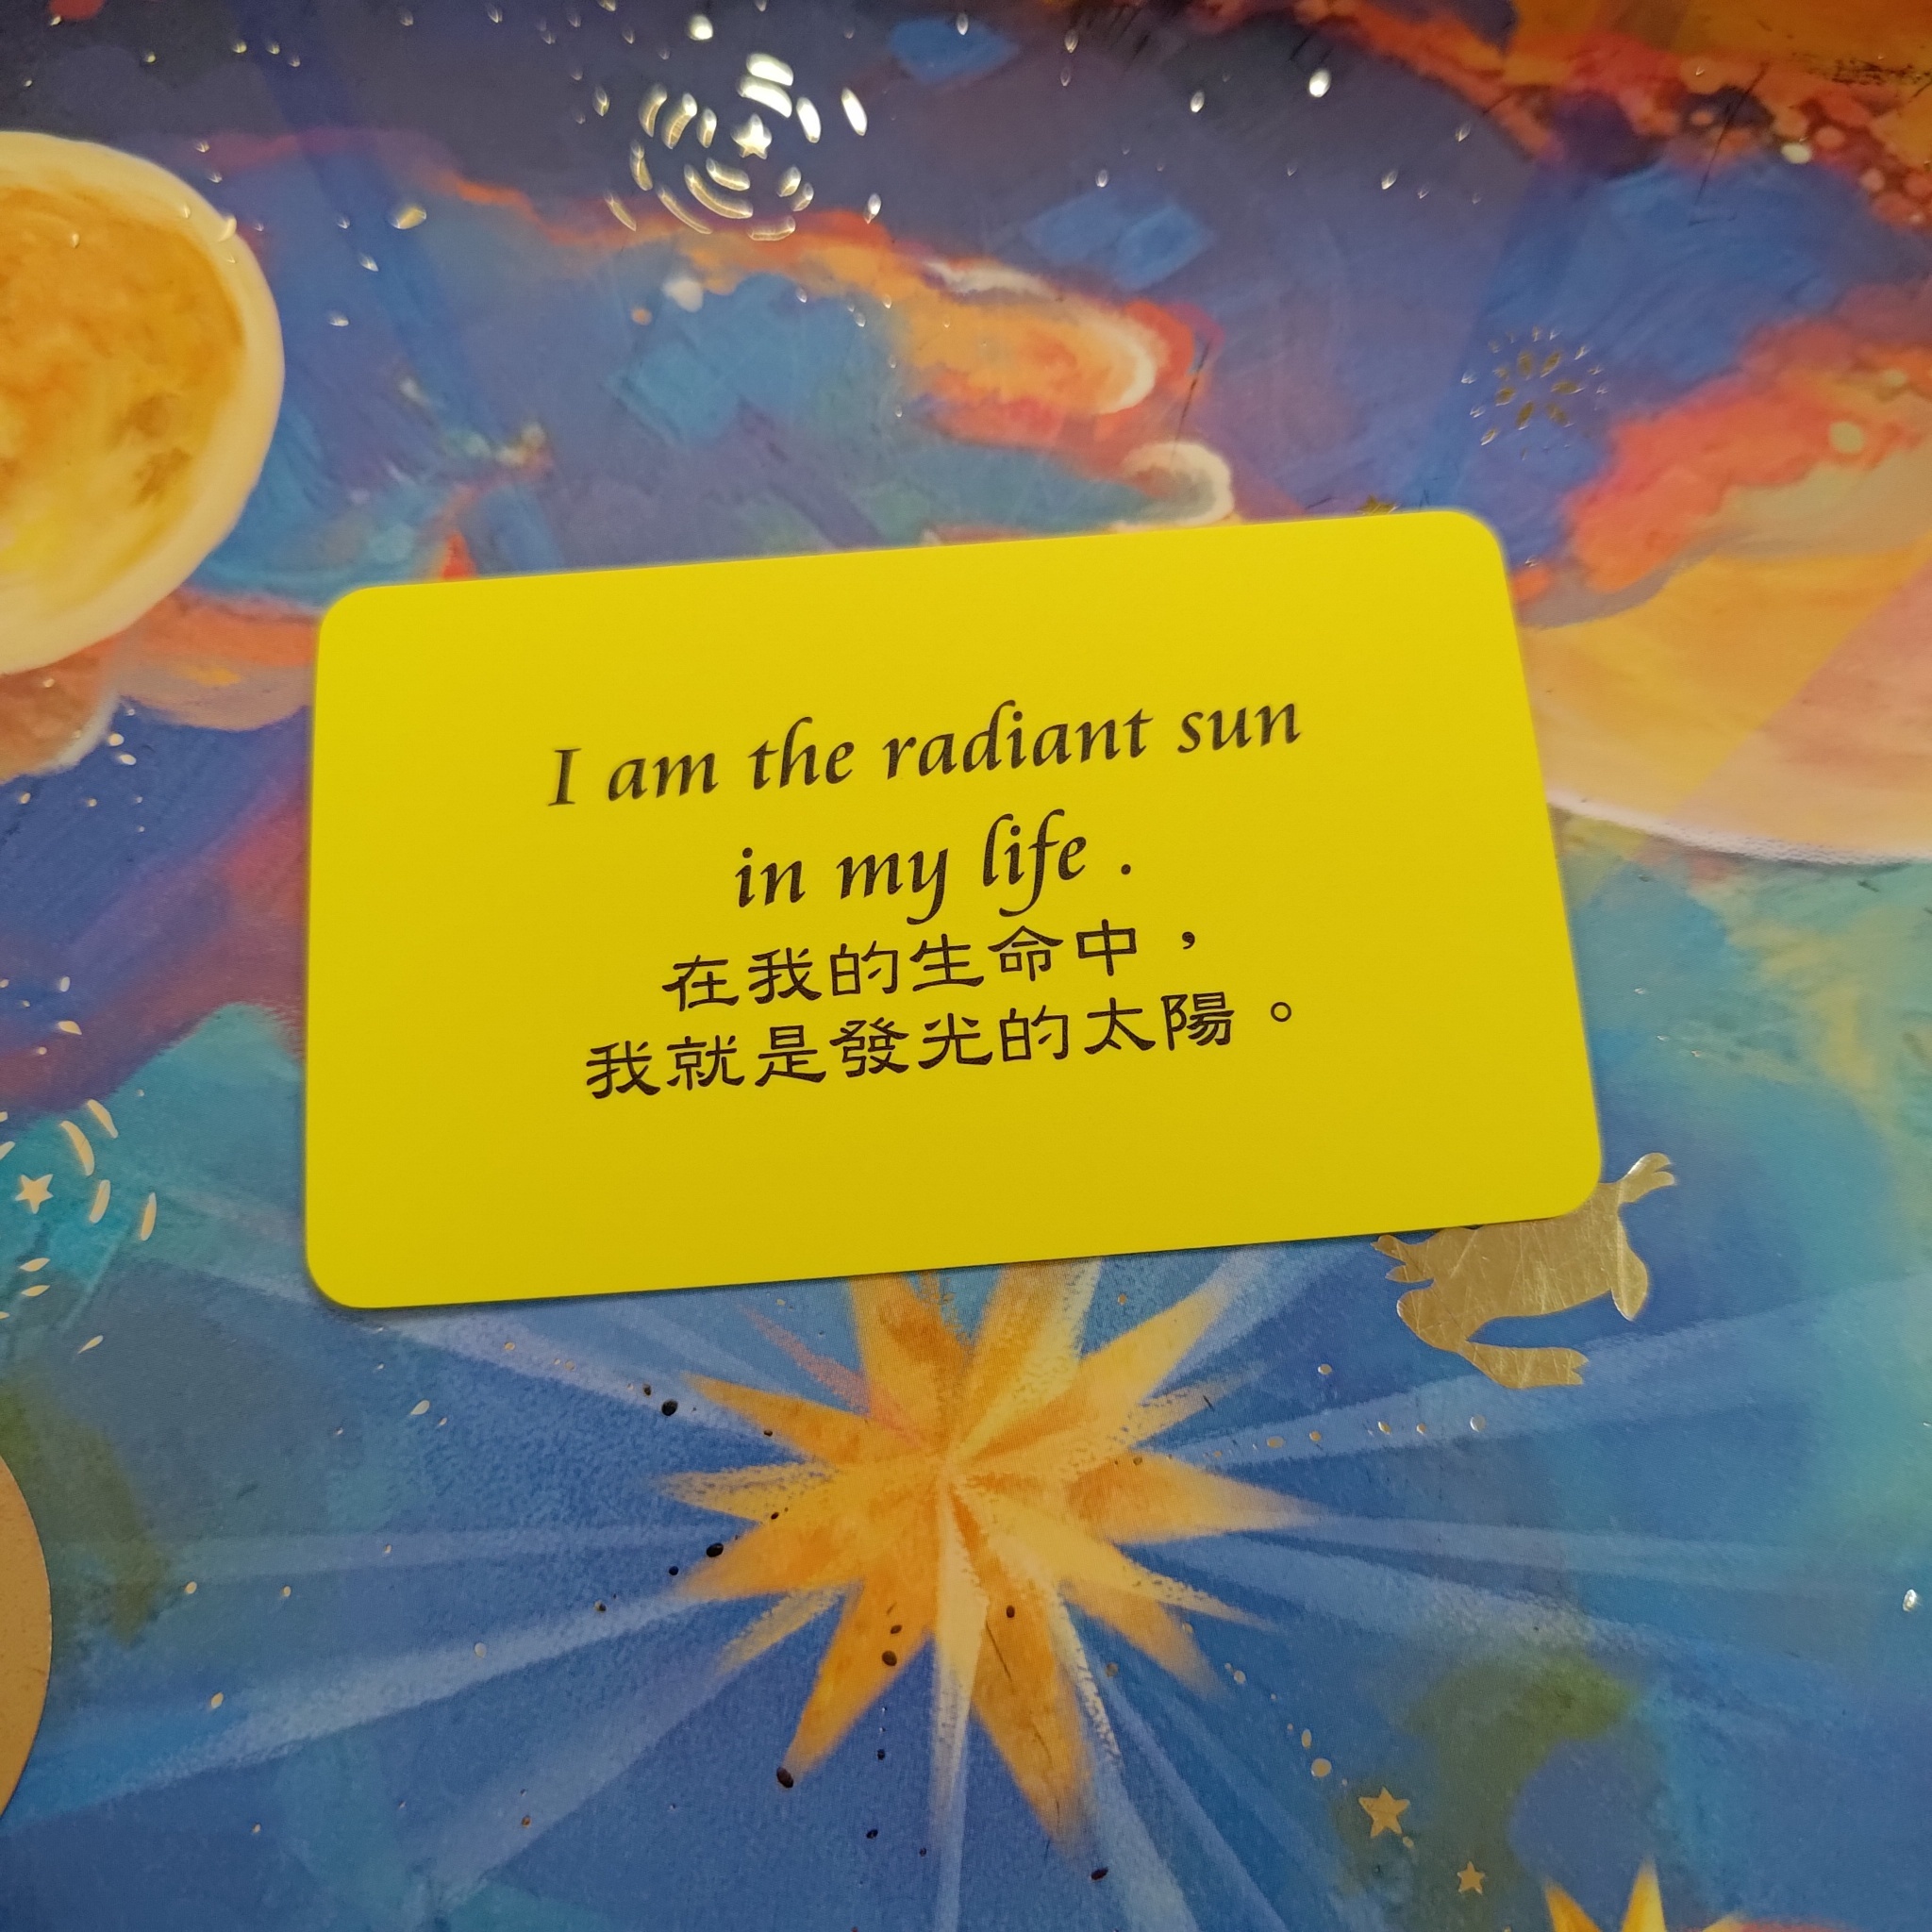 I am the radiant sun
in my life .
在我的生命中，
我就是發光的太陽。